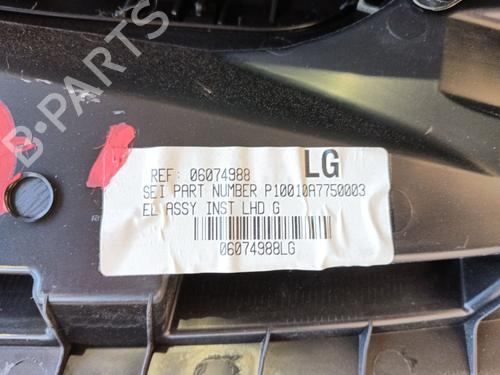 B-PARTS
REF: 06074988 LG
SEI PART NUMBER P10010A7750003
EL ASSY INST LHD G
06074988LG